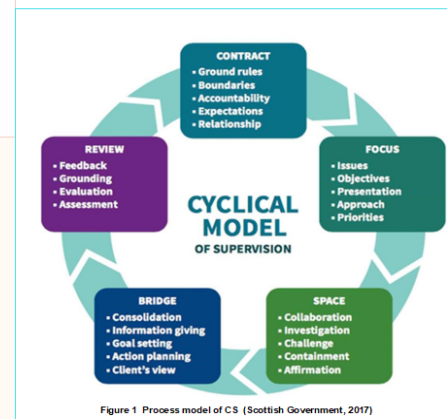 CONTRACT
• Ground rules
• Boundaries
• Accountability
• Expectations
• Relationship
FOCUS
• Issues
• Objectives
• Presentation
• Approach
• Priorities
SPACE
• Collaboration
• Investigation
• Challenge
• Containment
• Affirmation
BRIDGE
• Consolidation
• Information giving
• Goal setting
• Action planning
• Client's view
REVIEW
• Feedback
• Grounding
• Evaluation
• Assessment
CYCLICAL
MODEL
OF SUPERVISION
Figure 1 Process model of CS (Scottish Government, 2017)